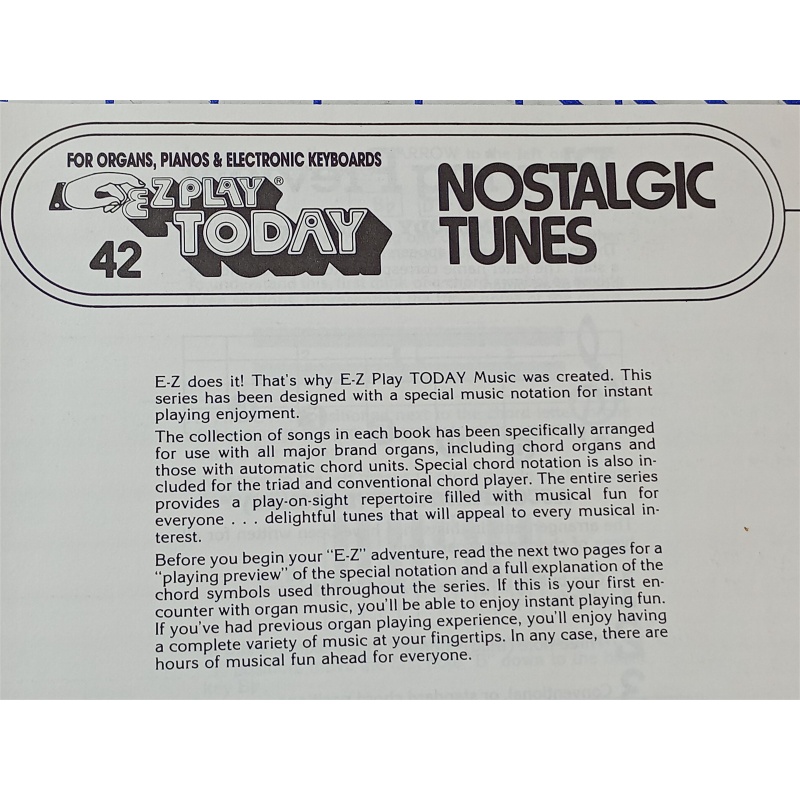 FOR ORGANS, PIANOS & ELECTRONIC KEYBOARDS
E-Z PLAY ®
TODAY
42
NOSTALGIC
TUNES
E-Z does it! That's why E-Z Play TODAY Music was created. This
series has been designed with a special music notation for instant
playing enjoyment.
The collection of songs in each book has been specifically arranged
for use with all major brand organs, including chord organs and
those with automatic chord units. Special chord notation is also in-
cluded for the triad and conventional chord player. The entire series
provides a play-on-sight repertoire filled with musical fun for
everyone . . . delightful tunes that will appeal to every musical in-
terest.
Before you begin your "E-Z" adventure, read the next two pages for a
"playing preview" of the special notation and a full explanation of the
chord symbols used throughout the series. If this is your first en-
counter with organ music, you'll be able to enjoy instant playing fun.
If you've had previous organ playing experience, you'll enjoy having
a complete variety of music at your fingertips. In any case, there are
hours of musical fun ahead for everyone.